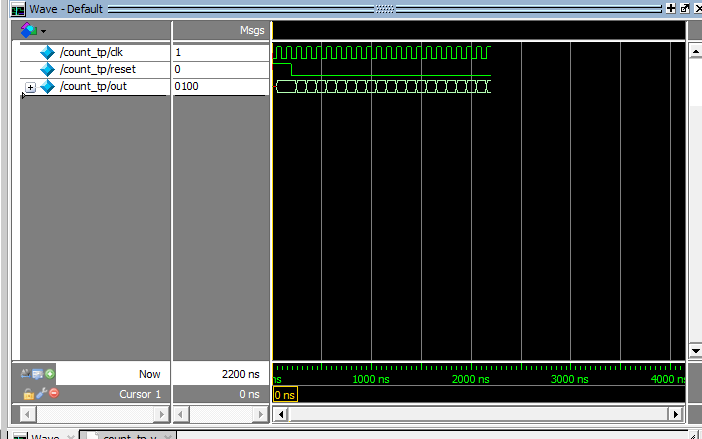 Wave - Default
Msgs
/count_tp/clk 1
/count_tp/reset 0
/count_tp/out 0100
Now 2200 ns
ns 1000 ns 2000 ns 3000 ns 4000 ns
Cursor 1 0 ns 0 ns
Wave count_tp.v